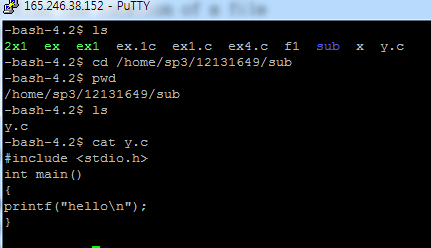 165.246.38.152 - PuTTY
-bash-4.2$ ls
2x1 ex ex1 ex.1c ex1.c ex4.c f1 sub x y.c
-bash-4.2$ cd /home/sp3/12131649/sub
-bash-4.2$ pwd
/home/sp3/12131649/sub
-bash-4.2$ ls
y.c
-bash-4.2$ cat y.c
#include <stdio.h>
int main()
{
printf("hello\n");
}